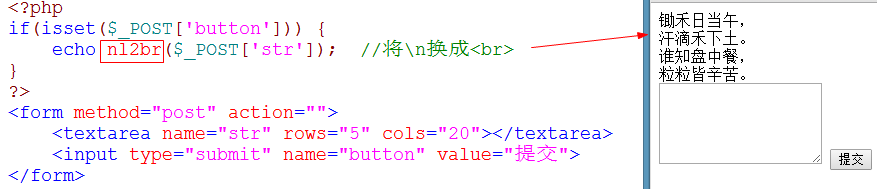 <?php
if(isset($_POST['button'])) {
    echo nl2br($_POST['str']);  //将\n换成<br>
}
?>
<form method="post" action="">
    <textarea name="str" rows="5" cols="20"></textarea>
    <input type="submit" name="button" value="提交">
</form>
锄禾日当午，
汗滴禾下土。
谁知盘中餐，
粒粒皆辛苦。
提交